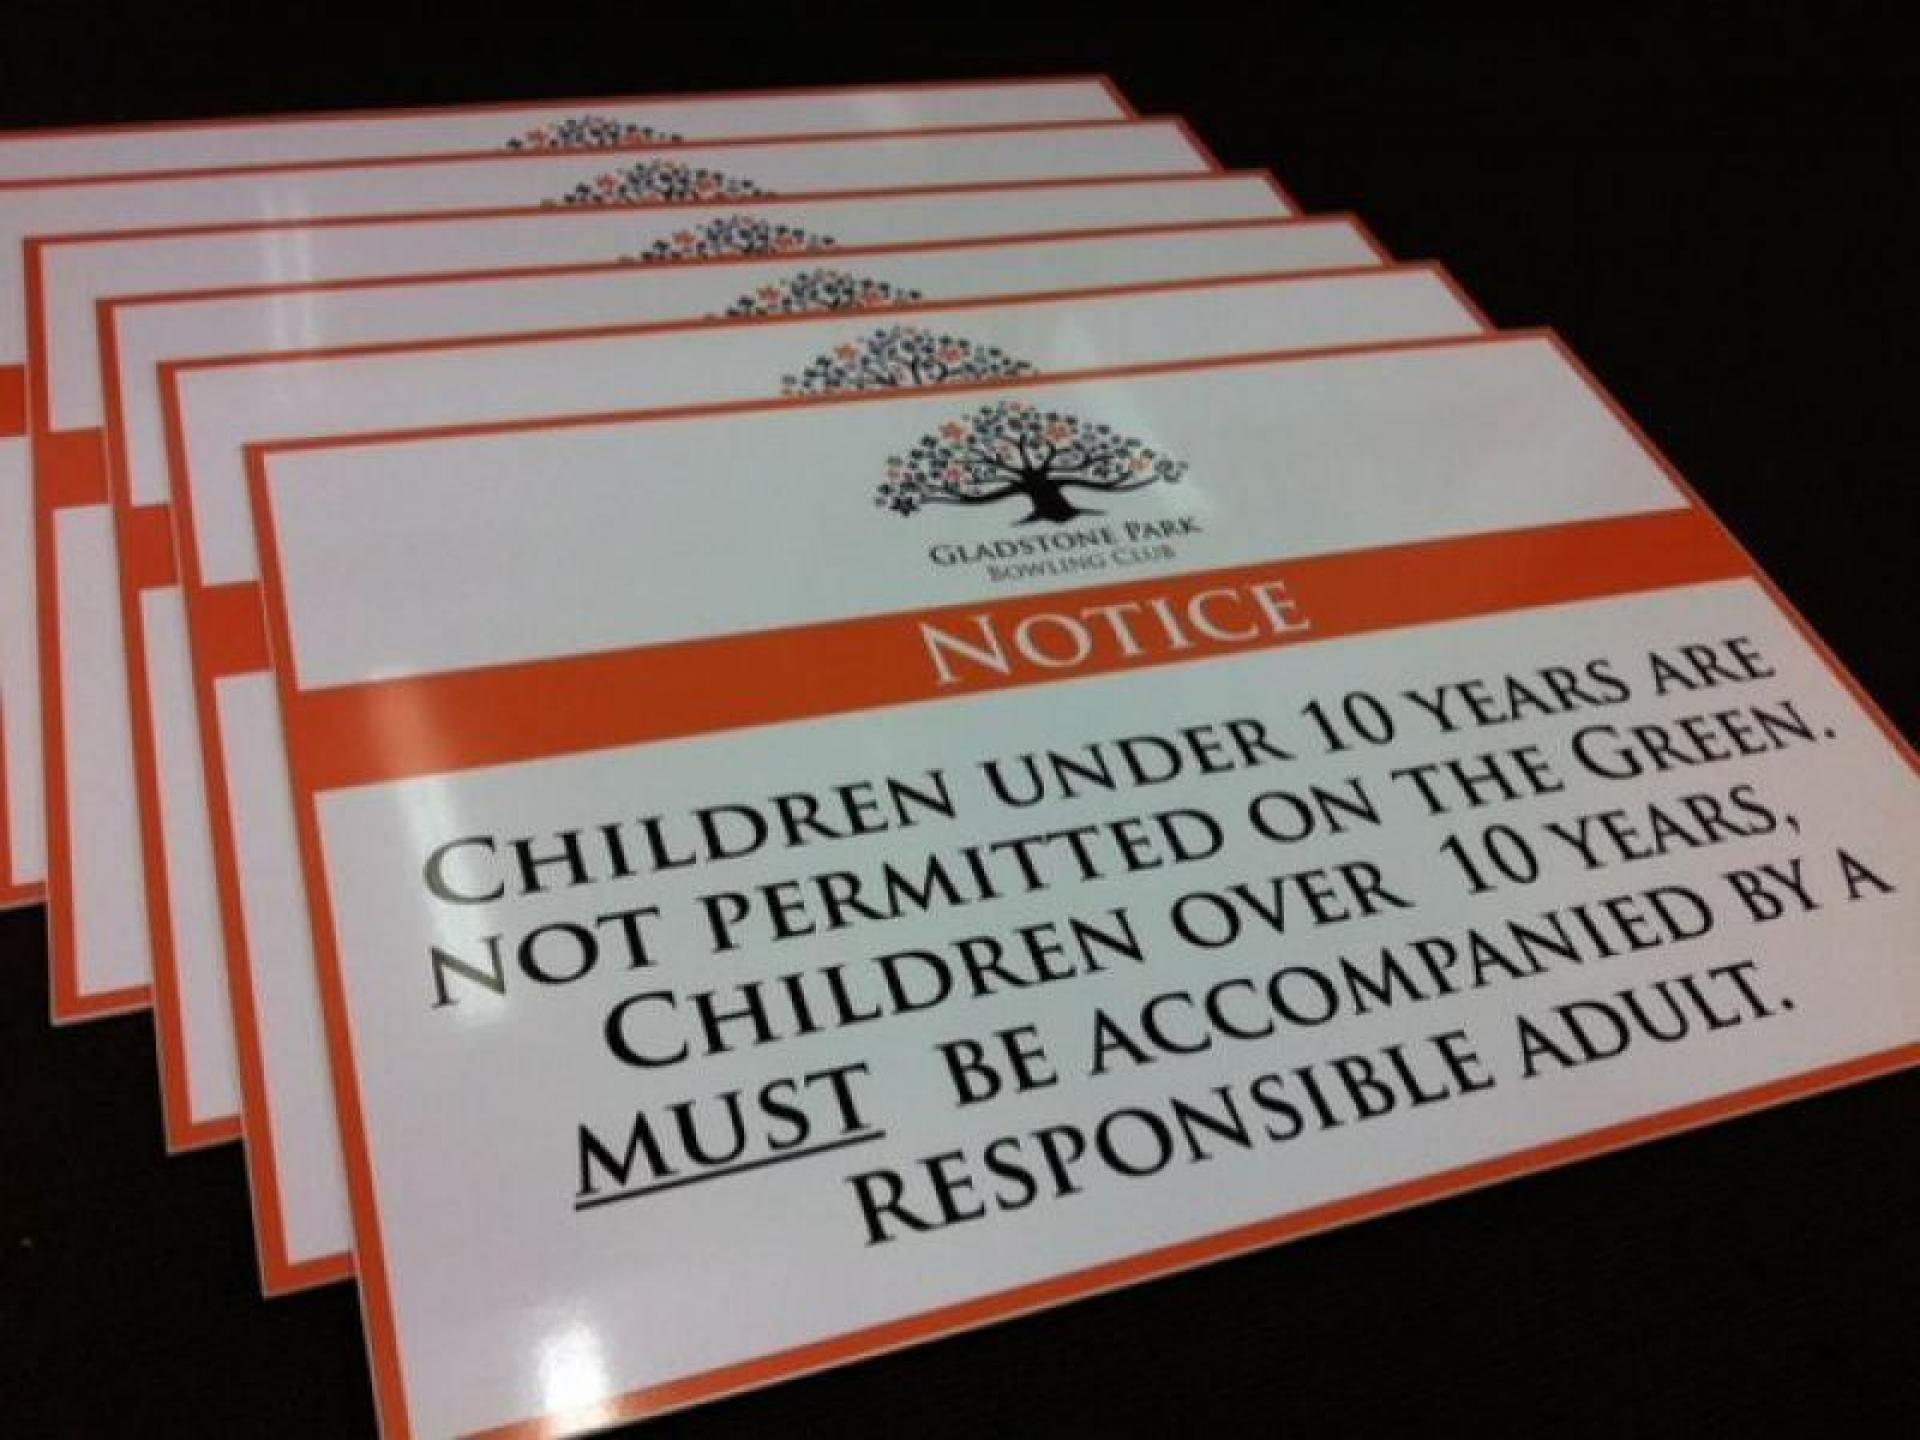 GLADSTONE PARK
BOWLING CLUB
NOTICE
CHILDREN UNDER 10 YEARS ARE
NOT PERMITTED ON THE GREEN.
CHILDREN OVER 10 YEARS,
MUST BE ACCOMPANIED BY A
RESPONSIBLE ADULT.